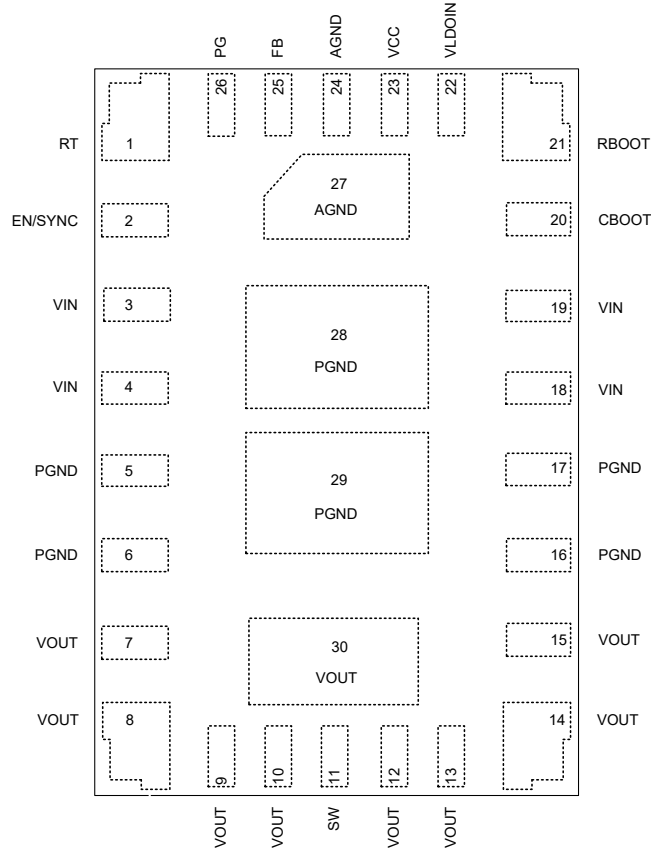 PG
FB
AGND
VCC
VLDOIN
26
25
24
23
22
RT
1
21
RBOOT
27
AGND
EN/SYNC
2
20
CBOOT
VIN
3
19
VIN
28
PGND
VIN
4
18
VIN
PGND
5
17
PGND
29
PGND
PGND
6
16
PGND
VOUT
7
15
VOUT
30
VOUT
VOUT
8
14
VOUT
9
10
11
12
13
VOUT
VOUT
SW
VOUT
VOUT